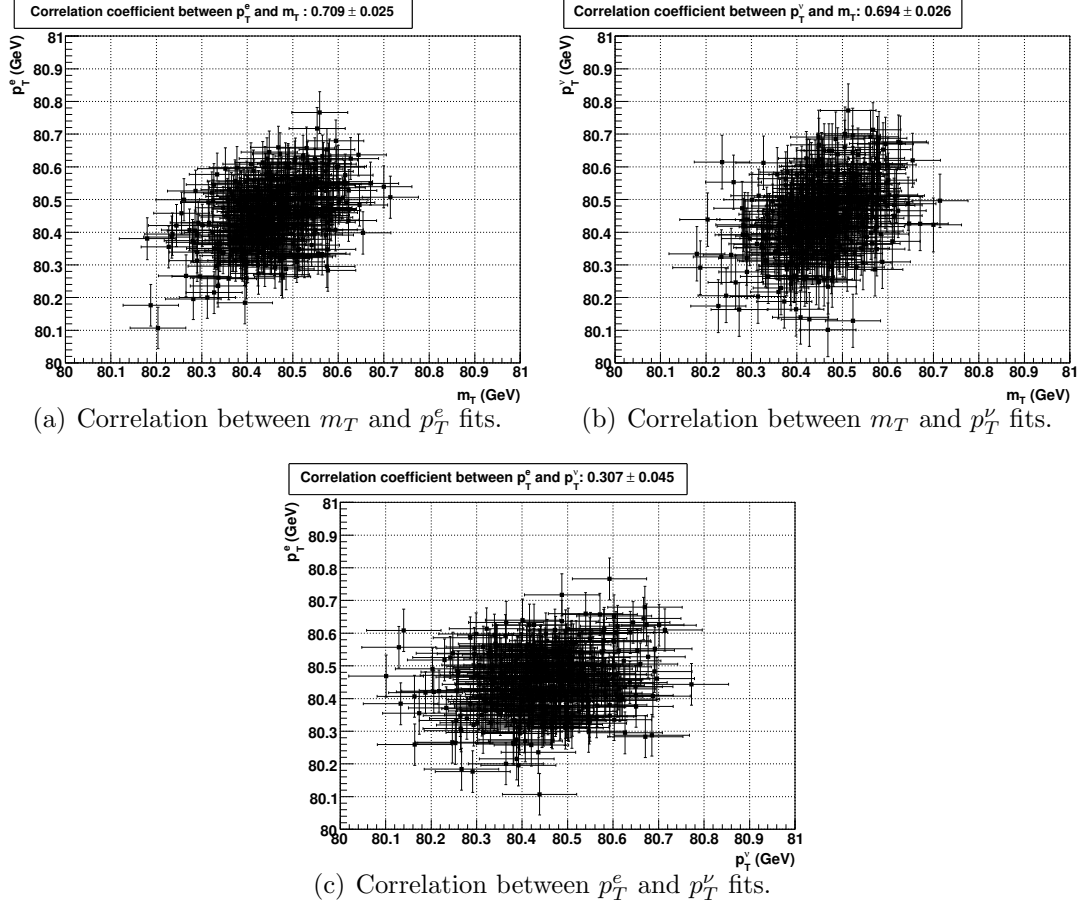 Correlation coefficient between p_T^e and m_T : 0.709 ± 0.025
p_T^e (GeV)
81
80.9
80.8
80.7
80.6
80.5
80.4
80.3
80.2
80.1
80
80 80.1 80.2 80.3 80.4 80.5 80.6 80.7 80.8 80.9 81
m_T (GeV)
(a) Correlation between m_T and p_T^e fits.
Correlation coefficient between p_T^ν and m_T: 0.694 ± 0.026
p_T^ν (GeV)
81
80.9
80.8
80.7
80.6
80.5
80.4
80.3
80.2
80.1
80
80 80.1 80.2 80.3 80.4 80.5 80.6 80.7 80.8 80.9 81
m_T (GeV)
(b) Correlation between m_T and p_T^ν fits.
Correlation coefficient between p_T^e and p_T^ν: 0.307 ± 0.045
p_T^e (GeV)
81
80.9
80.8
80.7
80.6
80.5
80.4
80.3
80.2
80.1
80
80 80.1 80.2 80.3 80.4 80.5 80.6 80.7 80.8 80.9 81
p_T^ν (GeV)
(c) Correlation between p_T^e and p_T^ν fits.